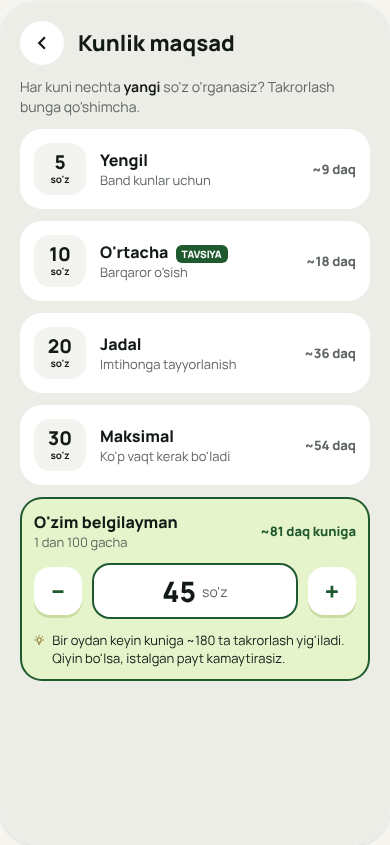 Kunlik maqsad
Har kuni nechta yangi so'z o'rganasiz? Takrorlash
bunga qo'shimcha.
5
so'z
Yengil
Band kunlar uchun
~9 daq
10
so'z
O'rtacha TAVSIYA
Barqaror o'sish
~18 daq
20
so'z
Jadal
Imtihonga tayyorlanish
~36 daq
30
so'z
Maksimal
Ko'p vaqt kerak bo'ladi
~54 daq
O'zim belgilayman
1 dan 100 gacha
~81 daq kuniga
− 45 so'z +
Bir oydan keyin kuniga ~180 ta takrorlash yig'iladi.
Qiyin bo'lsa, istalgan payt kamaytirasiz.